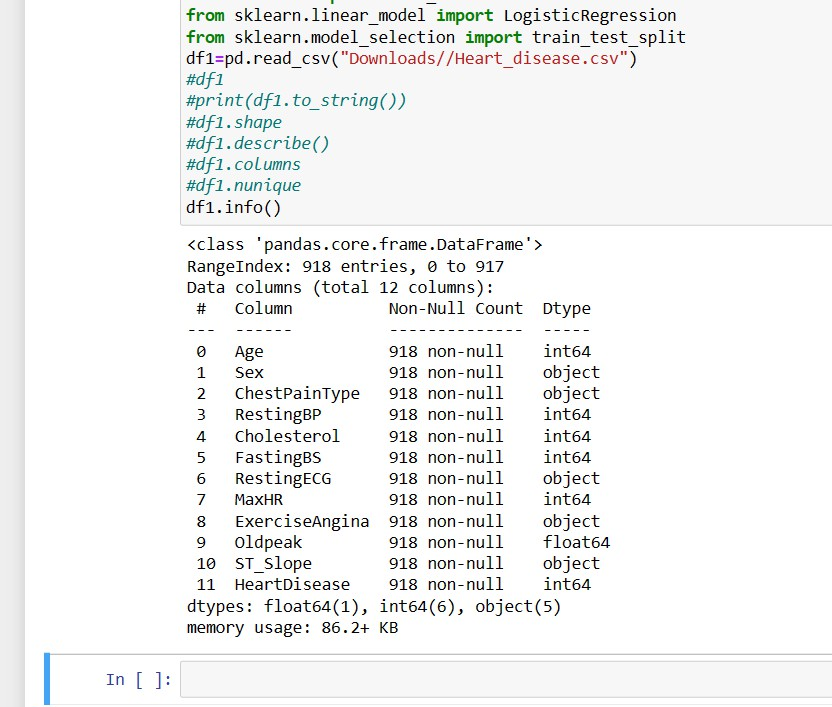 from sklearn.linear_model import LogisticRegression
from sklearn.model_selection import train_test_split
df1=pd.read_csv("Downloads//Heart_disease.csv")
#df1
#print(df1.to_string())
#df1.shape
#df1.describe()
#df1.columns
#df1.nunique
df1.info()
<class 'pandas.core.frame.DataFrame'>
RangeIndex: 918 entries, 0 to 917
Data columns (total 12 columns):
 #   Column          Non-Null Count  Dtype
---  ------          --------------  -----
 0   Age             918 non-null    int64
 1   Sex             918 non-null    object
 2   ChestPainType   918 non-null    object
 3   RestingBP       918 non-null    int64
 4   Cholesterol     918 non-null    int64
 5   FastingBS       918 non-null    int64
 6   RestingECG      918 non-null    object
 7   MaxHR           918 non-null    int64
 8   ExerciseAngina  918 non-null    object
 9   Oldpeak         918 non-null    float64
 10  ST_Slope        918 non-null    object
 11  HeartDisease    918 non-null    int64
dtypes: float64(1), int64(6), object(5)
memory usage: 86.2+ KB
In [ ]: